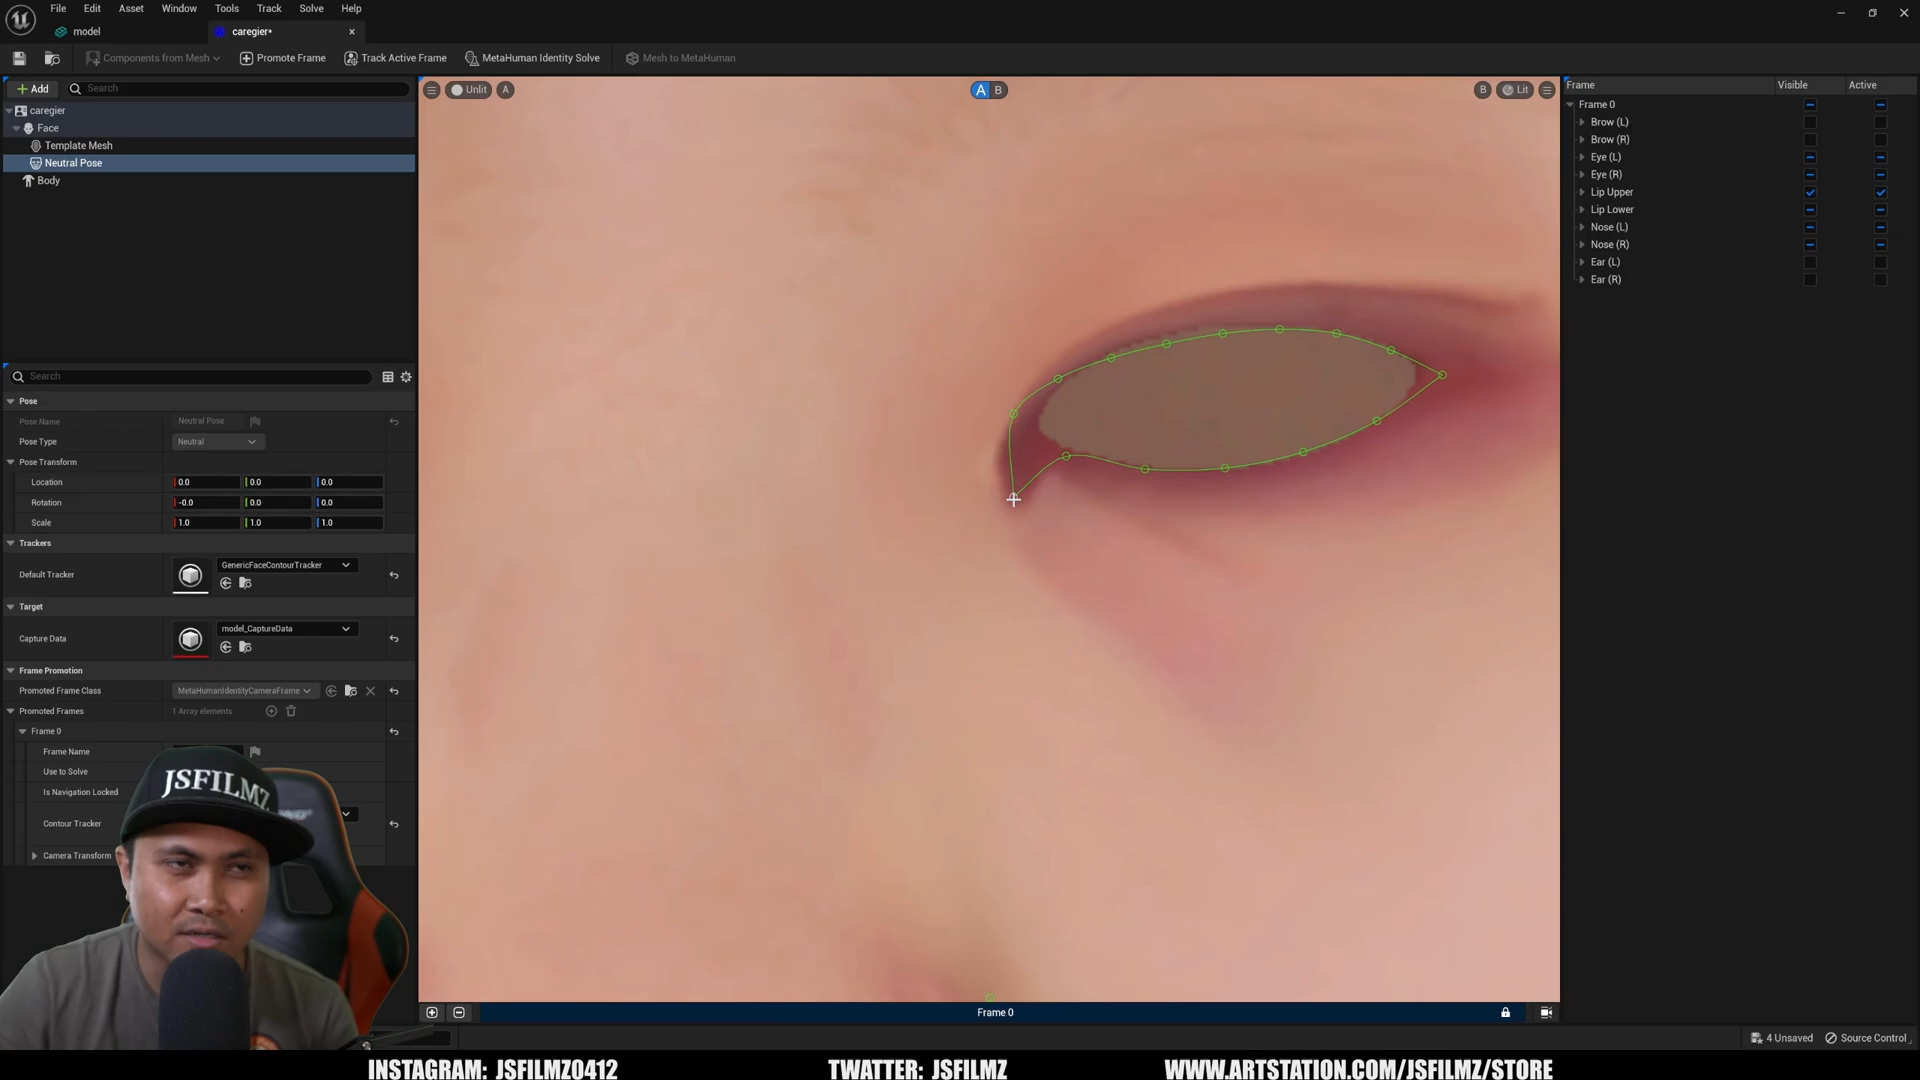 File Edit Asset Window Tools Track Solve Help
model
caregier*
Components from Mesh
Promote Frame
Track Active Frame
MetaHuman Identity Solve
Mesh to MetaHuman
Add
Search
caregier
Face
Template Mesh
Neutral Pose
Body
Unlit
A
A B
B
Lit
Frame Visible Active
Frame 0
Brow (L)
Brow (R)
Eye (L)
Eye (R)
Lip Upper
Lip Lower
Nose (L)
Nose (R)
Ear (L)
Ear (R)
Search
Pose
Pose Name Neutral Pose
Pose Type Neutral
Pose Transform
Location 0.0 0.0 0.0
Rotation -0.0 0.0 0.0
Scale 1.0 1.0 1.0
Trackers
Default Tracker GenericFaceContourTracker
Target
Capture Data model_CaptureData
Frame Promotion
Promoted Frame Class MetaHumanIdentityCameraFrame
Promoted Frames 1 Array elements
Frame 0
Frame Name
Use to Solve
Is Navigation Locked
Contour Tracker
Camera Transform
JSFILMZ
Frame 0
4 Unsaved
Source Control
INSTAGRAM: JSFILMZ0412
TWATTER: JSFILMZ
WWW.ARTSTATION.COM/JSFILMZ/STORE